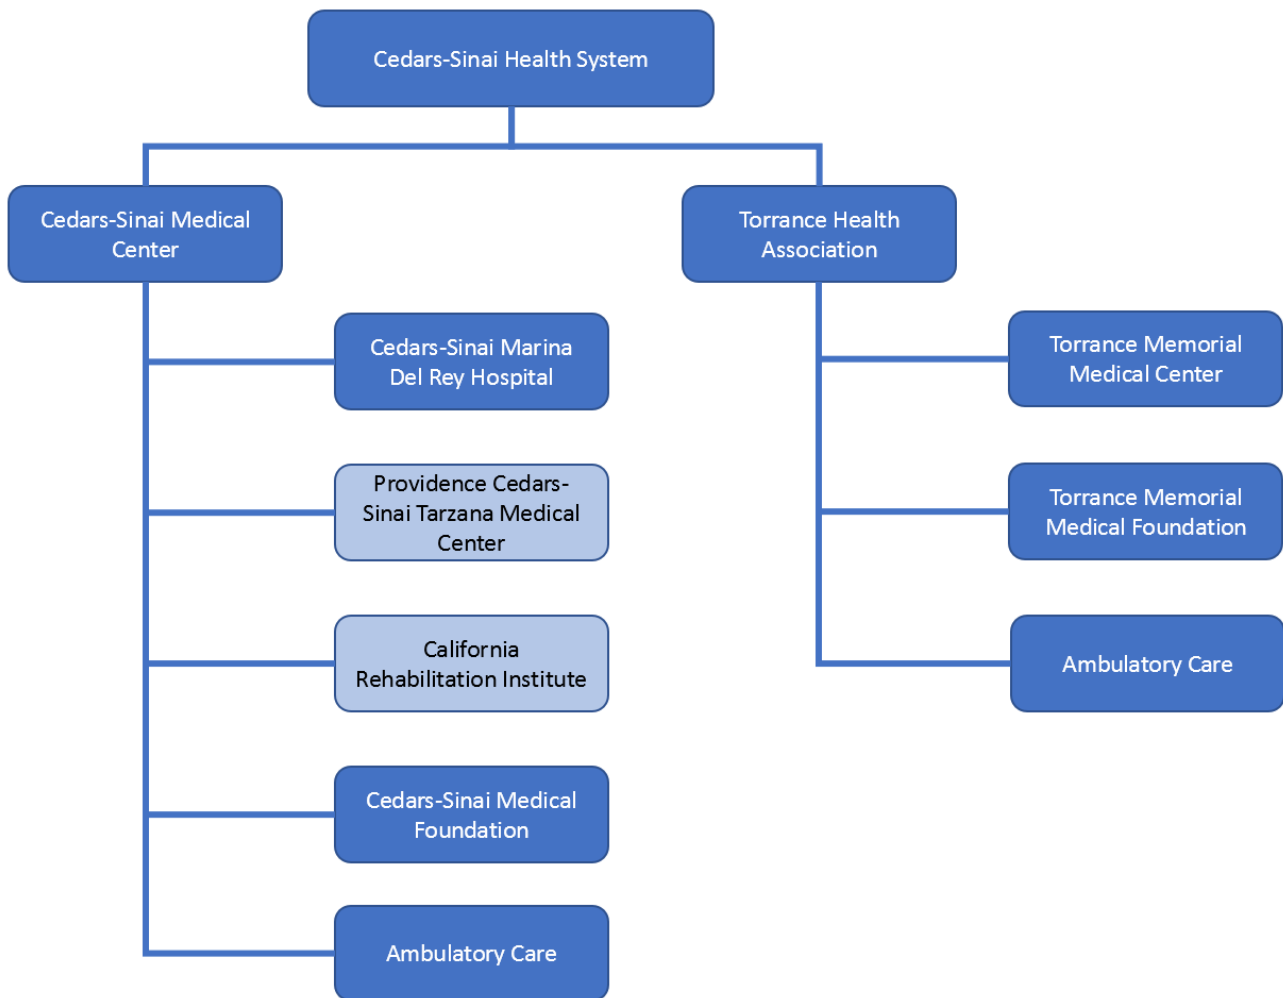 Cedars-Sinai Health System
Cedars-Sinai Medical
Center
Torrance Health
Association
Cedars-Sinai Marina
Del Rey Hospital
Providence Cedars-
Sinai Tarzana Medical
Center
California
Rehabilitation Institute
Cedars-Sinai Medical
Foundation
Ambulatory Care
Torrance Memorial
Medical Center
Torrance Memorial
Medical Foundation
Ambulatory Care